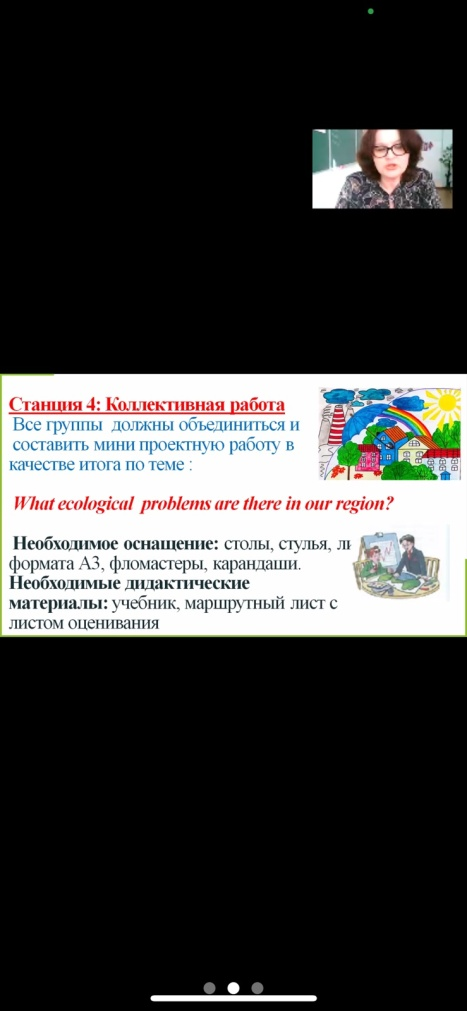 Станция 4: Коллективная работа
Все группы должны объединиться и
составить мини проектную работу в
качестве итога по теме :
What ecological problems are there in our region?
Необходимое оснащение: столы, стулья,
формата А3, фломастеры, карандаши.
Необходимые дидактические
материалы: учебник, маршрутный лист с
листом оценивания